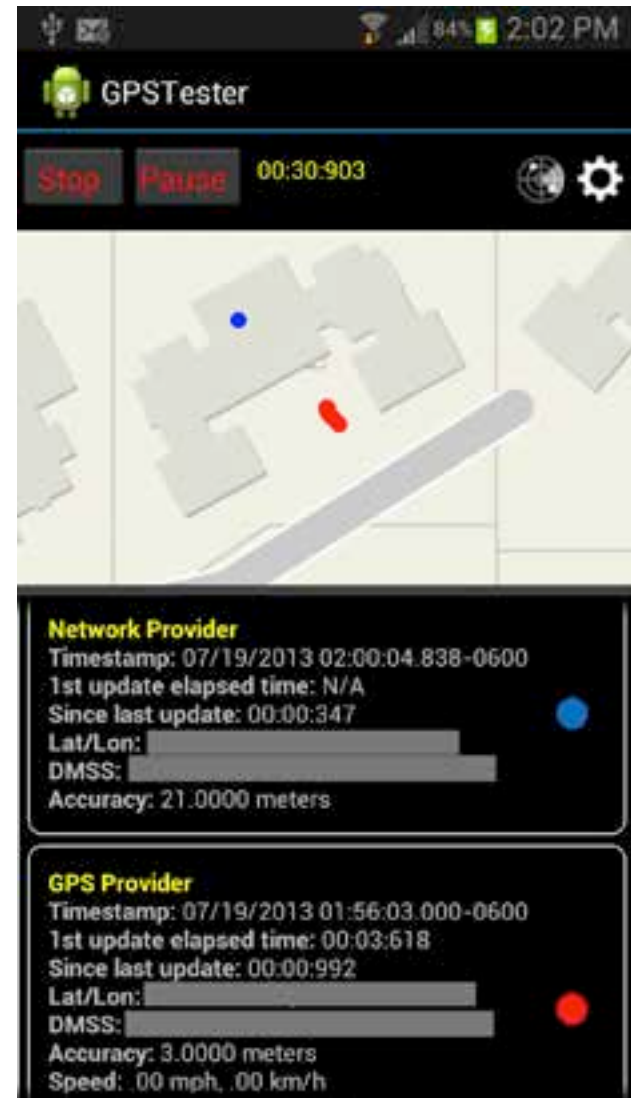 84% 2:02 PM
GPSTester
Stop Pause 00:30:903
Network Provider
Timestamp: 07/19/2013 02:00:04.838-0600
1st update elapsed time: N/A
Since last update: 00:00:347
Lat/Lon:
DMSS:
Accuracy: 21.0000 meters
GPS Provider
Timestamp: 07/19/2013 01:56:03.000-0600
1st update elapsed time: 00:03:618
Since last update: 00:00:992
Lat/Lon:
DMSS:
Accuracy: 3.0000 meters
Speed: .00 mph, .00 km/h